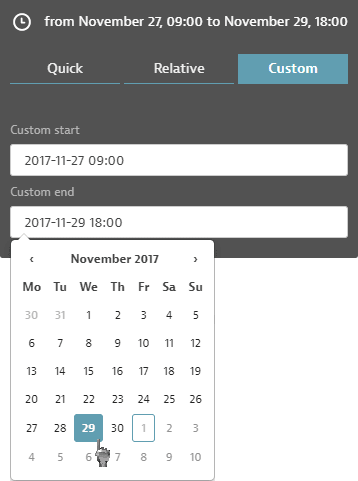 from November 27, 09:00 to November 29, 18:00
Quick Relative Custom
Custom start
2017-11-27 09:00
Custom end
2017-11-29 18:00
‹ November 2017 ›
Mo Tu We Th Fr Sa Su
30 31 1 2 3 4 5
6 7 8 9 10 11 12
13 14 15 16 17 18 19
20 21 22 23 24 25 26
27 28 29 30 1 2 3
4 5 6 7 8 9 10